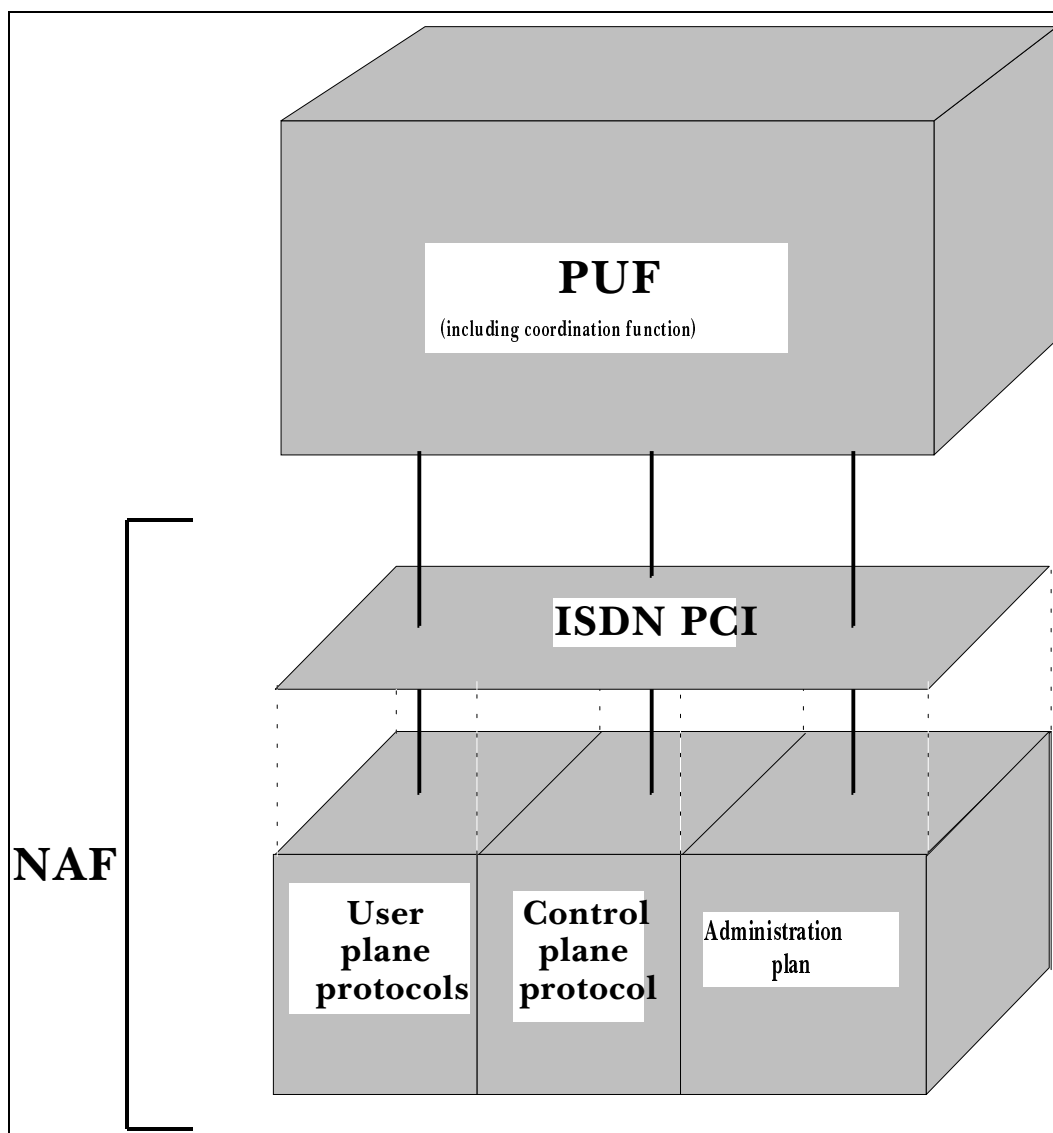 PUF
(including coordination function)
ISDN PCI
NAF
User
plane
protocols
Control
plane
protocol
Administration
plan